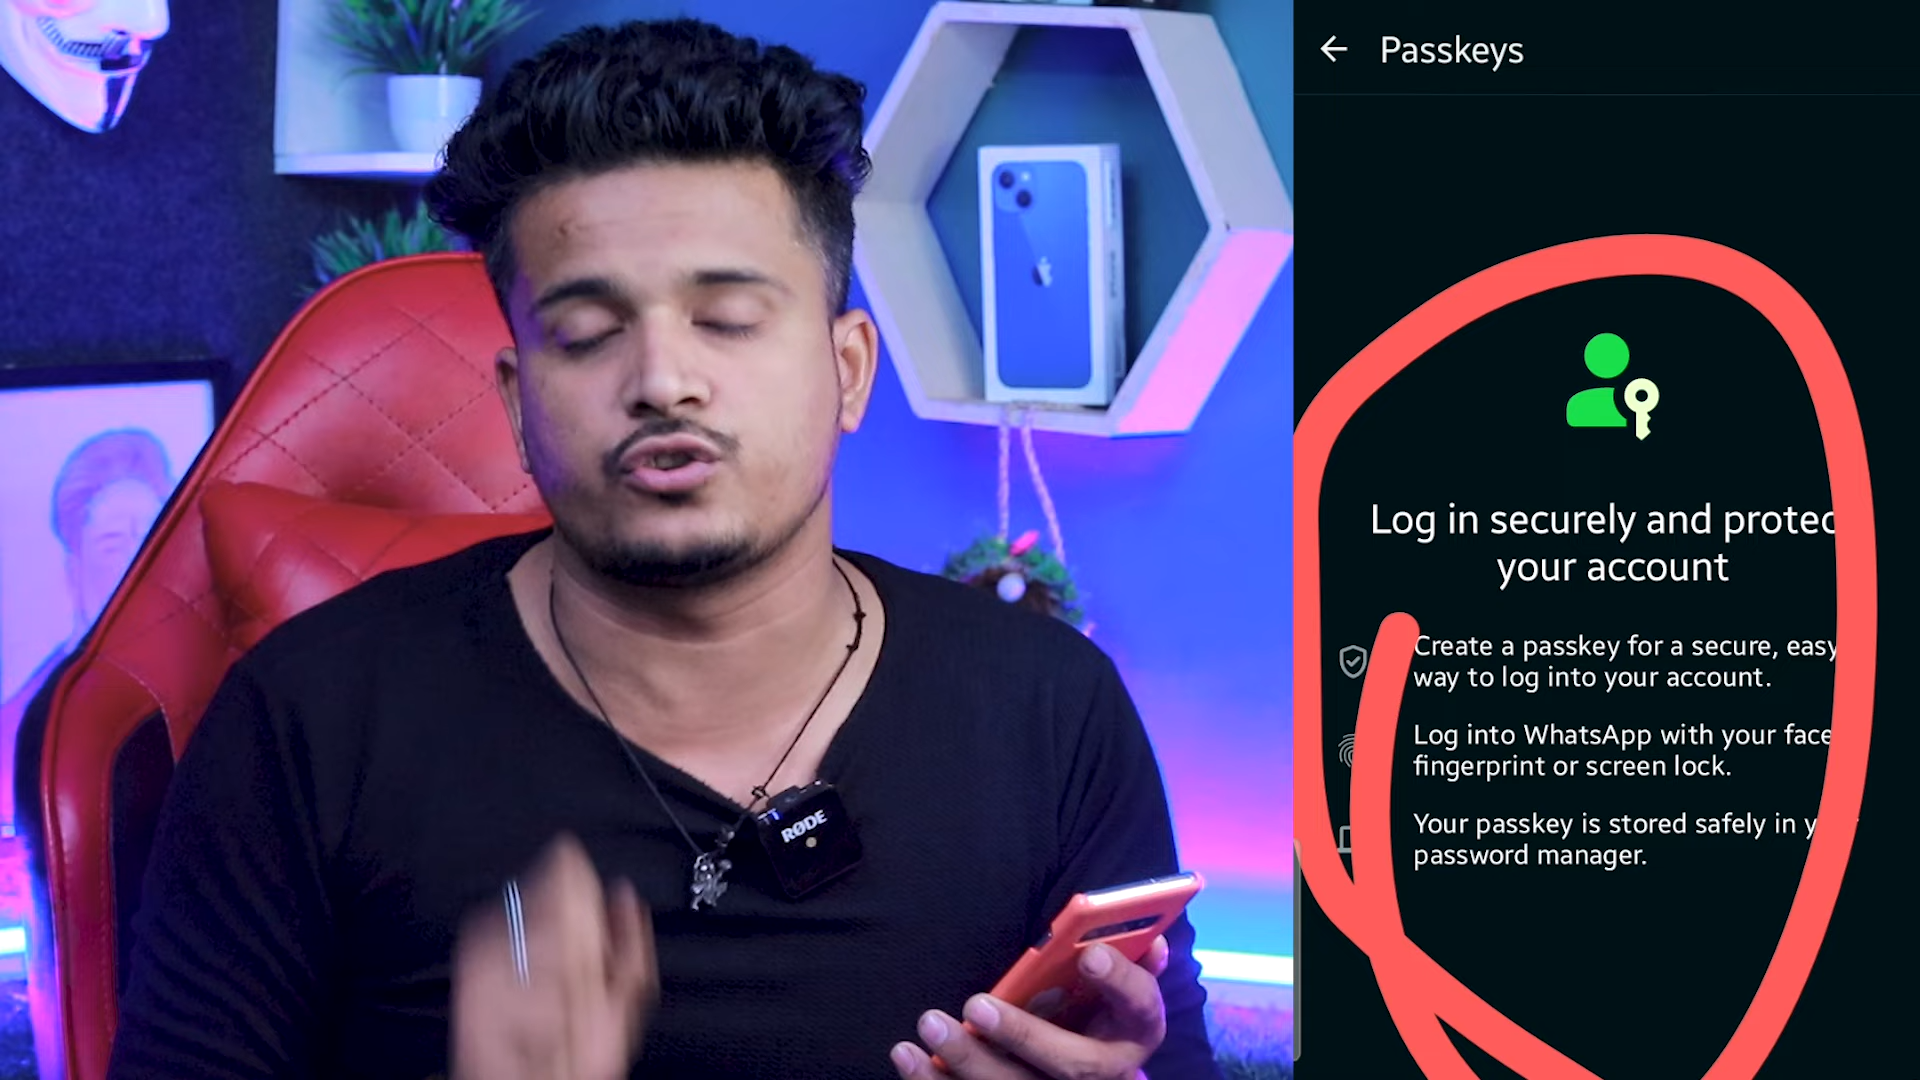 Passkeys
Log in securely and protec
your account
Create a passkey for a secure, easy
way to log into your account.
Log into WhatsApp with your face
fingerprint or screen lock.
Your passkey is stored safely in y
password manager.
RØDE